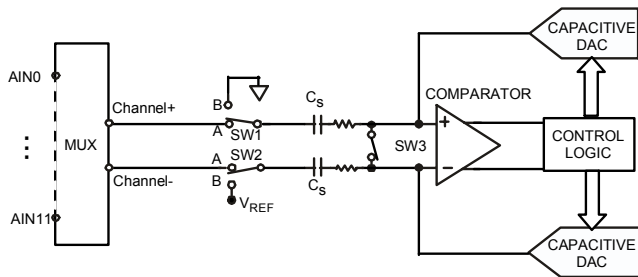 CAPACITIVE
DAC
AIN0
B
COMPARATOR
Channel+
A
SW1
Cs
+
⋮
MUX
SW3
CONTROL
LOGIC
A
SW2
Channel-
B
Cs
−
AIN11
VREF
CAPACITIVE
DAC